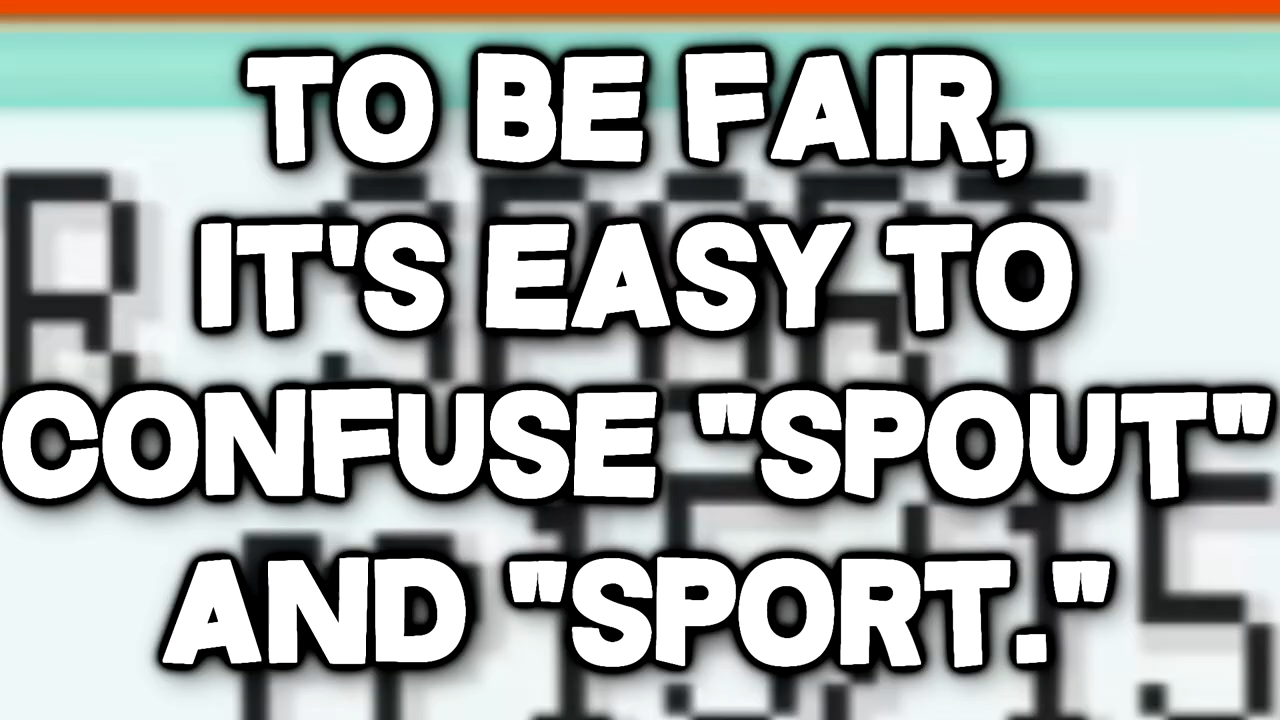 TO BE FAIR,
IT'S EASY TO
CONFUSE "SPOUT"
AND "SPORT."